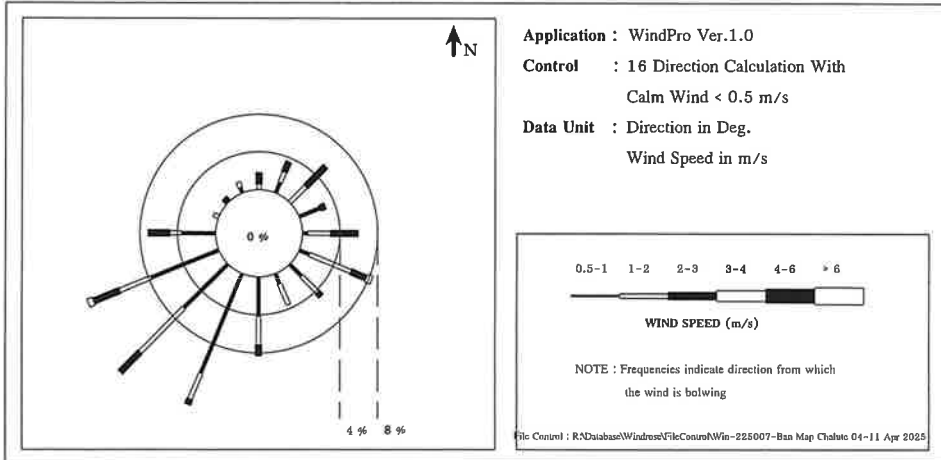 N
0 %
4 % 8 %
Application : WindPro Ver.1.0
Control : 16 Direction Calculation With
Calm Wind < 0.5 m/s
Data Unit : Direction in Deg.
Wind Speed in m/s
0.5-1 1-2 2-3 3-4 4-6 > 6
WIND SPEED (m/s)
NOTE : Frequencies indicate direction from which
the wind is bolwing
File Control : R:\Database\Windrose\FileControl\Win-225007-Ban Map Chalute 04-11 Apr 2025